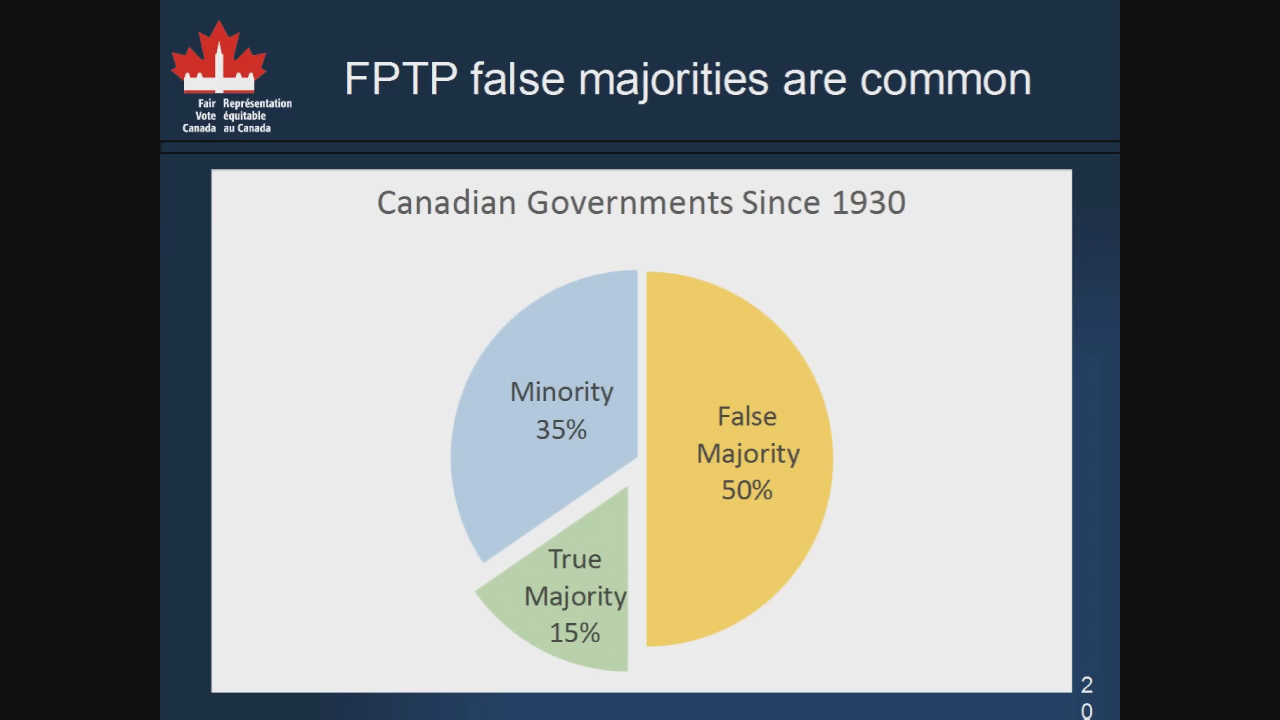 FPTP false majorities are common
Fair Représentation
Vote équitable
Canada au Canada
Canadian Governments Since 1930
Minority
35%
False
Majority
50%
True
Majority
15%
2
0